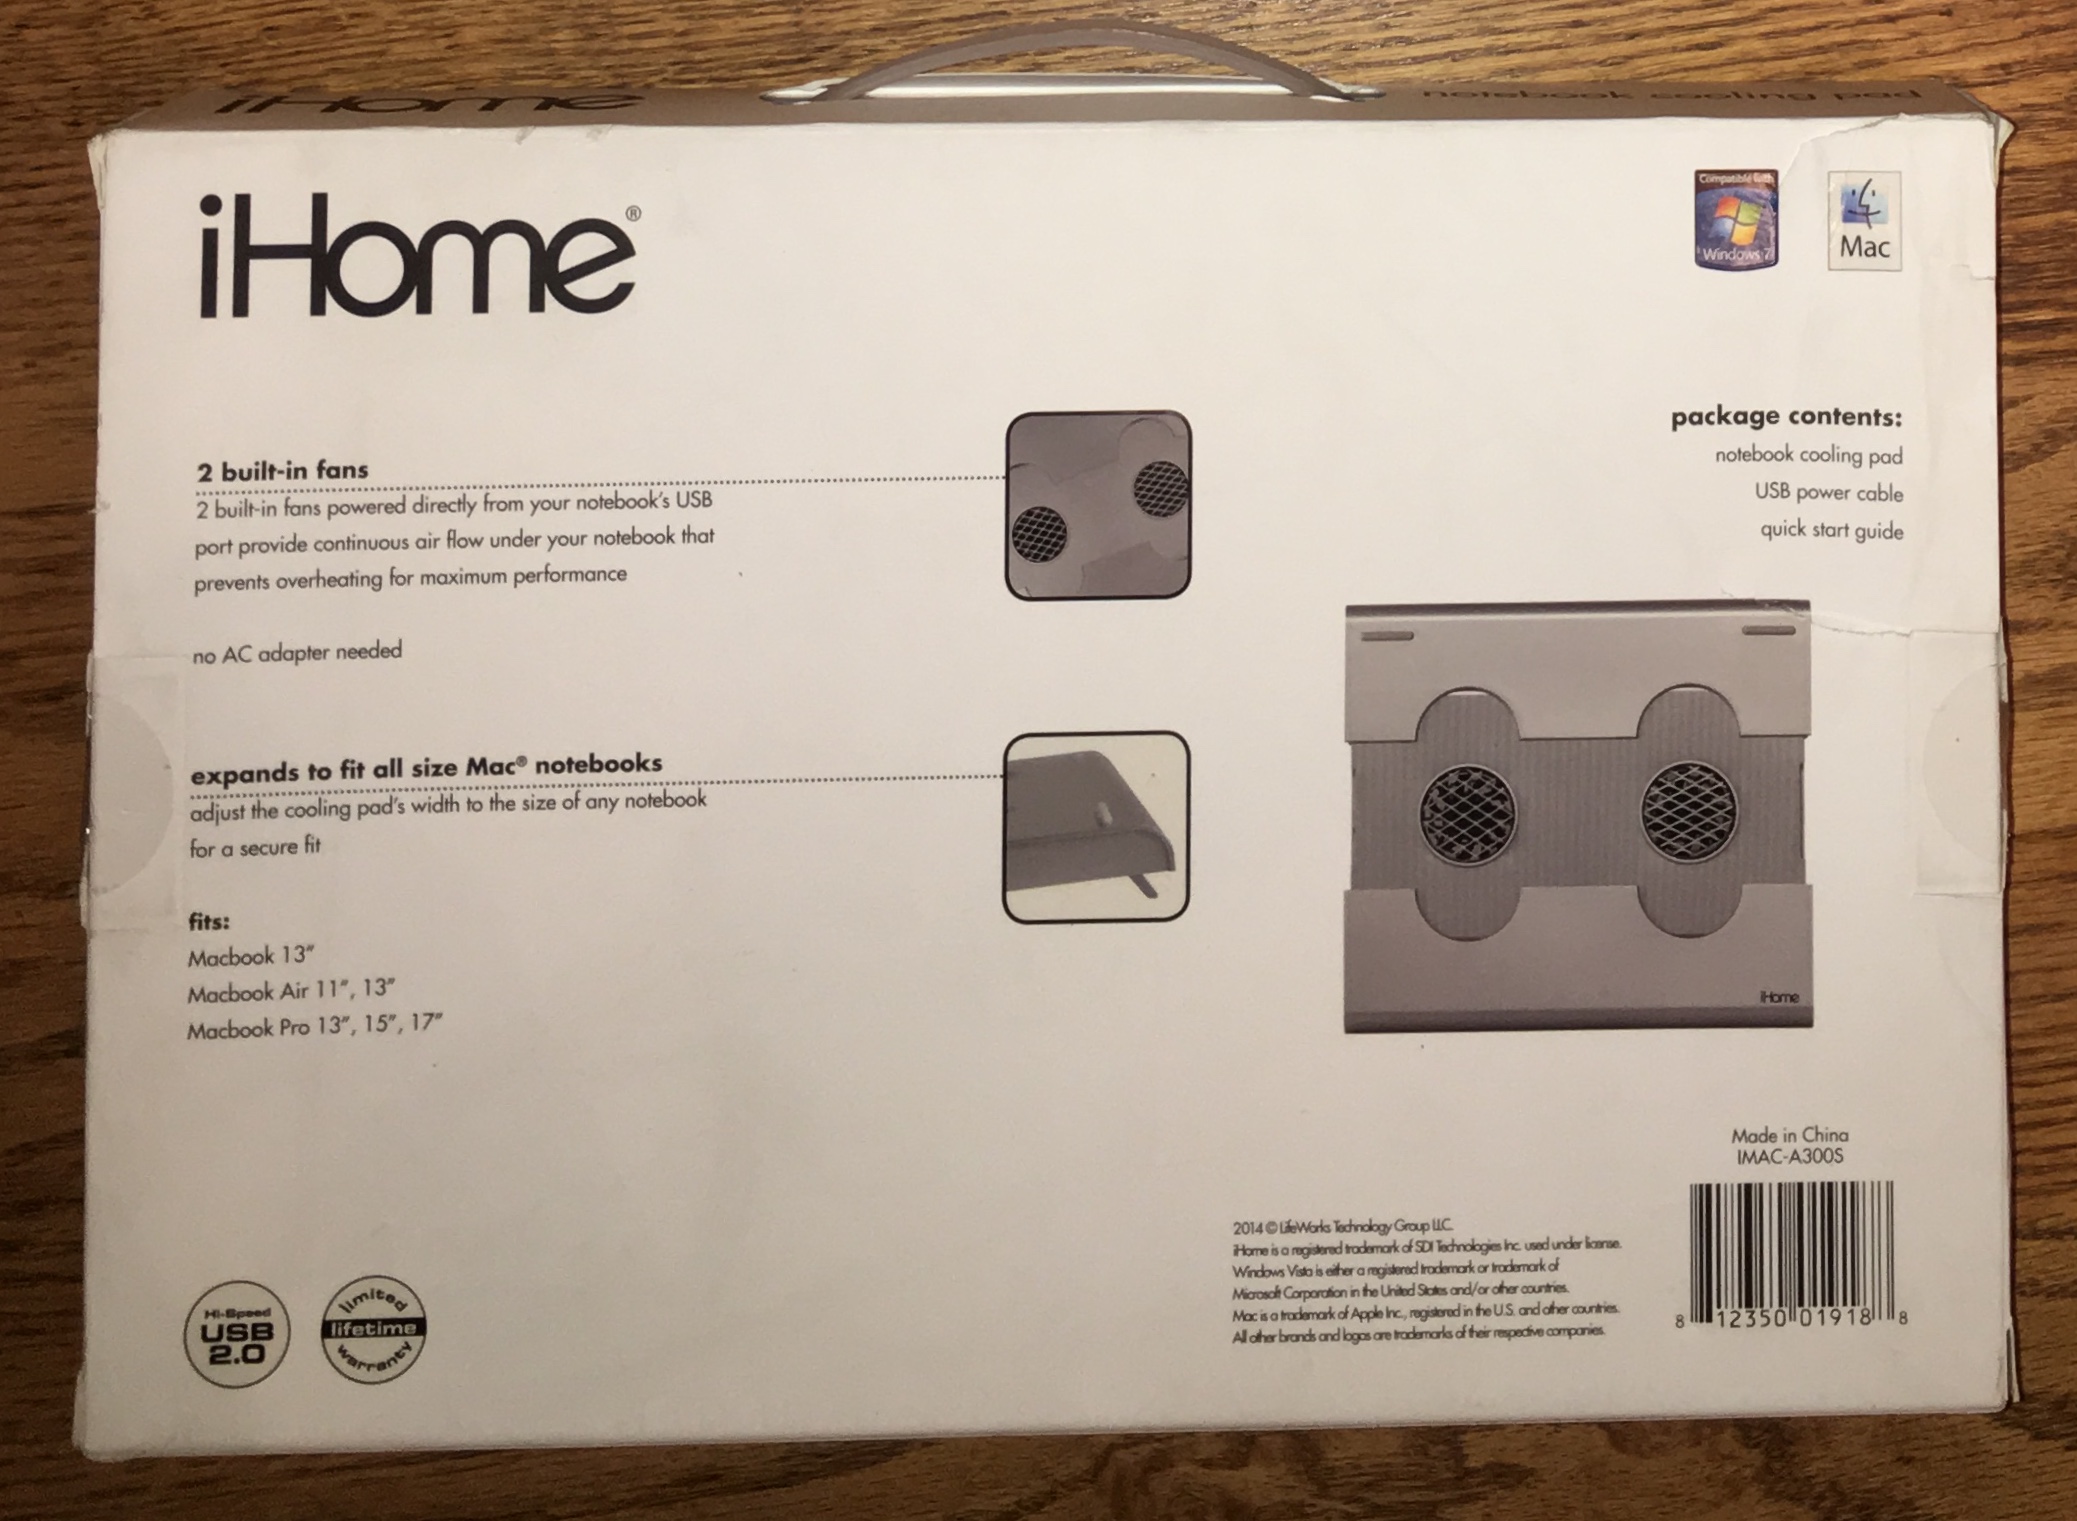 iHome
notebook cooling pad
iHome®
Compatible with
Windows 7
Mac
2 built-in fans
2 built-in fans powered directly from your notebook's USB
port provide continuous air flow under your notebook that
prevents overheating for maximum performance
no AC adapter needed
expands to fit all size Mac® notebooks
adjust the cooling pad's width to the size of any notebook
for a secure fit
fits:
Macbook 13"
Macbook Air 11", 13"
Macbook Pro 13", 15", 17"
package contents:
notebook cooling pad
USB power cable
quick start guide
iHome
Made in China
IMAC-A300S
8 12350 01918 8
2014 © LifeWorks Technology Group LLC.
iHome is a registered trademark of SDI Technologies Inc. used under license.
Windows Vista is either a registered trademark or trademark of
Microsoft Corporation in the United States and/or other countries.
Mac is a trademark of Apple Inc., registered in the U.S. and other countries.
All other brands and logos are trademarks of their respective companies.
Hi-Speed
USB
2.0
limited
lifetime
warranty